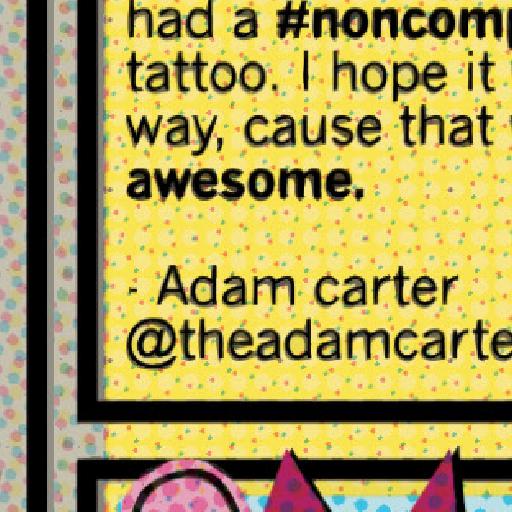 had a #noncomp
tattoo. I hope it
way, cause that
awesome.
- Adam carter
@theadamcarte